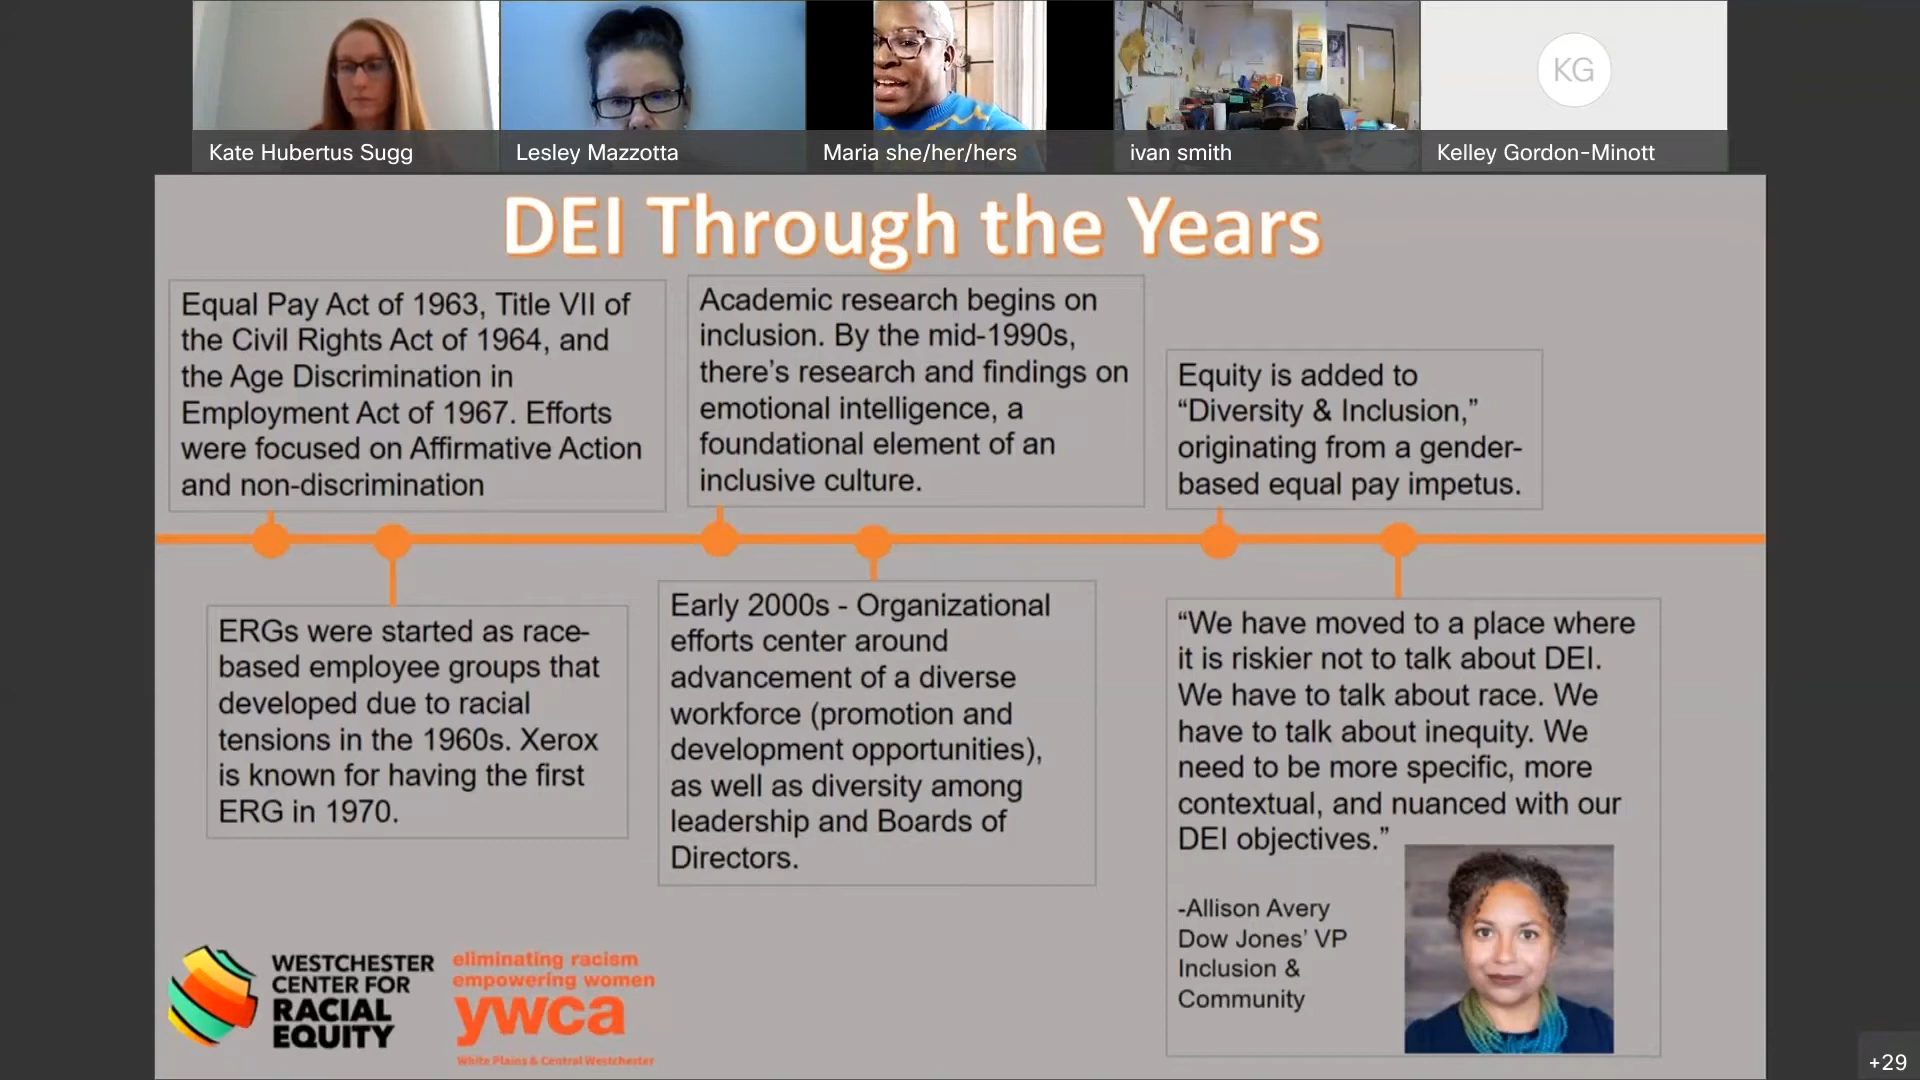 Kate Hubertus Sugg
Lesley Mazzotta
Maria she/her/hers
ivan smith
KG
Kelley Gordon-Minott
DEI Through the Years
Equal Pay Act of 1963, Title VII of
the Civil Rights Act of 1964, and
the Age Discrimination in
Employment Act of 1967. Efforts
were focused on Affirmative Action
and non-discrimination
Academic research begins on
inclusion. By the mid-1990s,
there’s research and findings on
emotional intelligence, a
foundational element of an
inclusive culture.
Equity is added to
“Diversity & Inclusion,”
originating from a gender-
based equal pay impetus.
ERGs were started as race-
based employee groups that
developed due to racial
tensions in the 1960s. Xerox
is known for having the first
ERG in 1970.
Early 2000s - Organizational
efforts center around
advancement of a diverse
workforce (promotion and
development opportunities),
as well as diversity among
leadership and Boards of
Directors.
“We have moved to a place where
it is riskier not to talk about DEI.
We have to talk about race. We
have to talk about inequity. We
need to be more specific, more
contextual, and nuanced with our
DEI objectives.”
-Allison Avery
Dow Jones’ VP
Inclusion &
Community
WESTCHESTER
CENTER FOR
RACIAL
EQUITY
eliminating racism
empowering women
ywca
White Plains & Central Westchester
+29